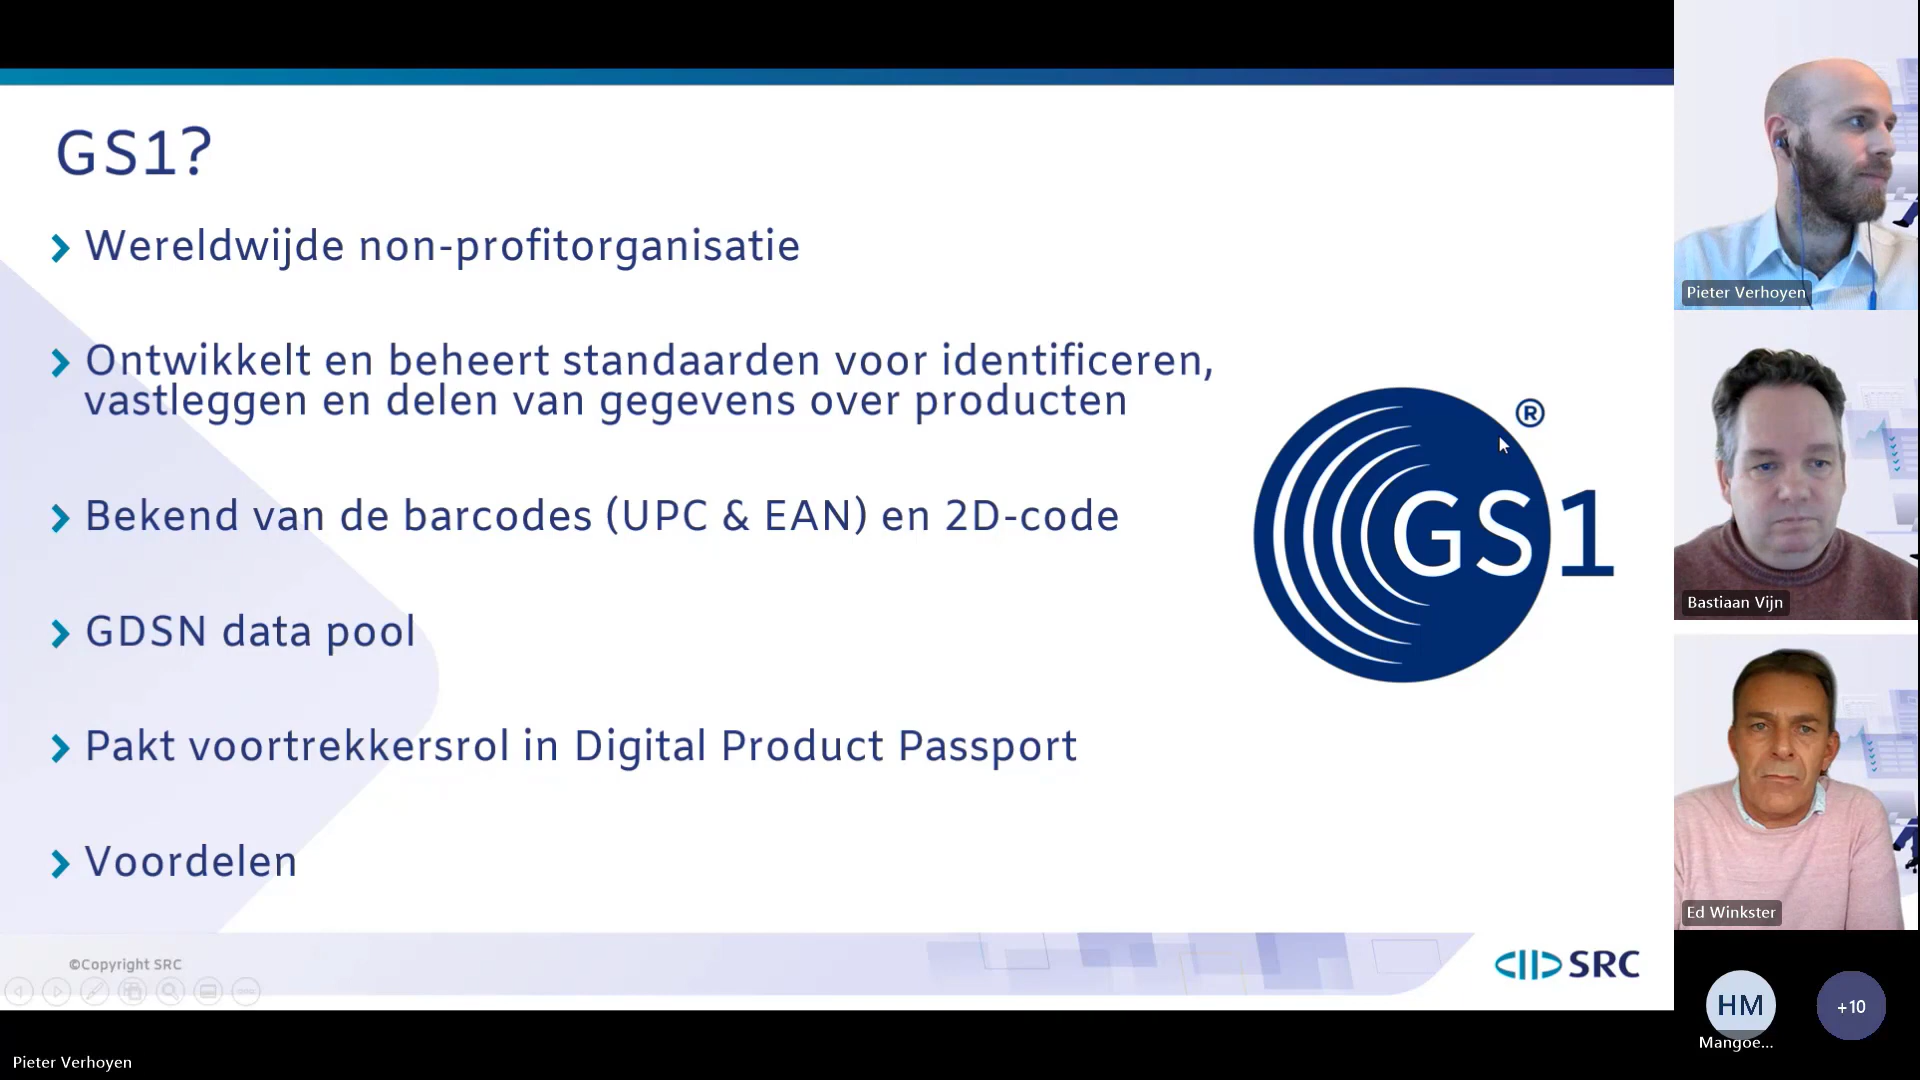 GS1?
Wereldwijde non-profitorganisatie
Ontwikkelt en beheert standaarden voor identificeren,
vastleggen en delen van gegevens over producten
Bekend van de barcodes (UPC & EAN) en 2D-code
GDSN data pool
Pakt voortrekkersrol in Digital Product Passport
Voordelen
GS1
®
©Copyright SRC
SRC
Pieter Verhoyen
Pieter Verhoyen
Bastiaan Vijn
Ed Winkster
HM
Mangoe...
+10